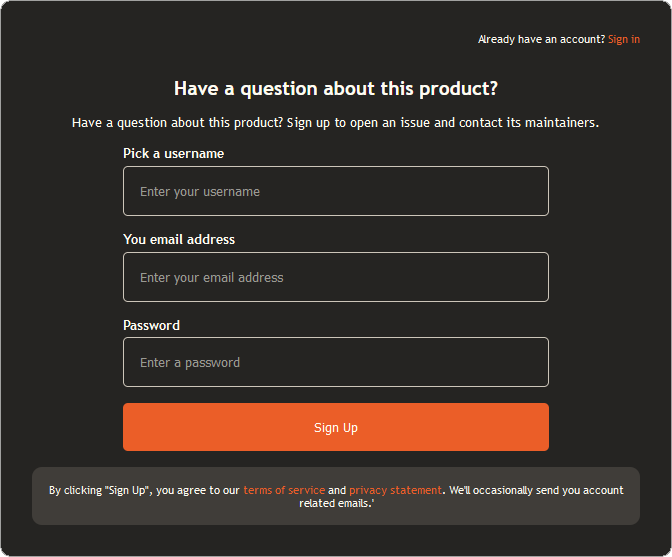 Already have an account? Sign in
Have a question about this product?
Have a question about this product? Sign up to open an issue and contact its maintainers.
Pick a username
Enter your username
You email address
Enter your email address
Password
Enter a password
Sign Up
By clicking "Sign Up", you agree to our terms of service and privacy statement. We'll occasionally send you account
related emails.'